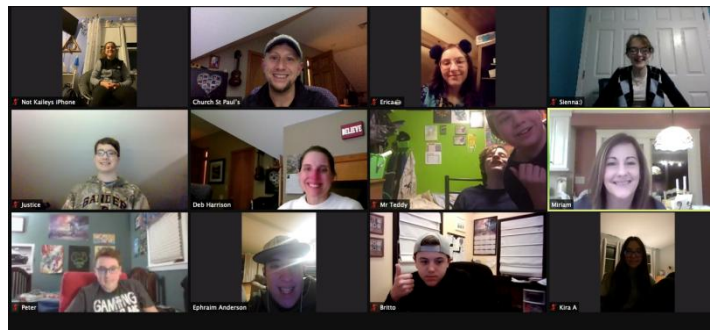 Not Kaileys iPhone
Church St Paul's
Erica
Sienna:)
BELIEVE
Justice
Deb Harrison
Mr Teddy
Miriam
Peter
GAMING
Ephraim Anderson
Britto
Kira A